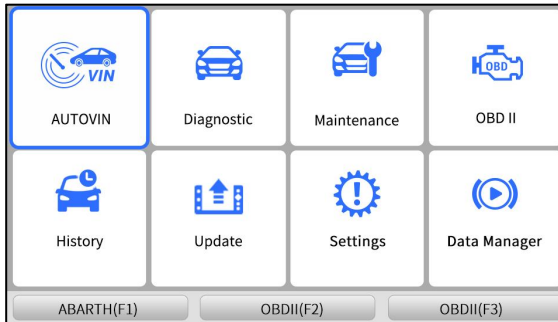 VIN
OBD
AUTOVIN
Diagnostic
Maintenance
OBD II
History
Update
Settings
Data Manager
ABARTH(F1)
OBDII(F2)
OBDII(F3)